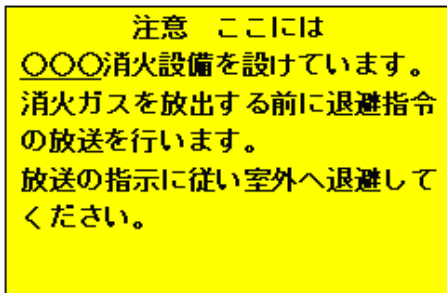 注意　ここには
○○○消火設備を設けています。
消火ガスを放出する前に退避指令
の放送を行います。
放送の指示に従い室外へ退避して
ください。